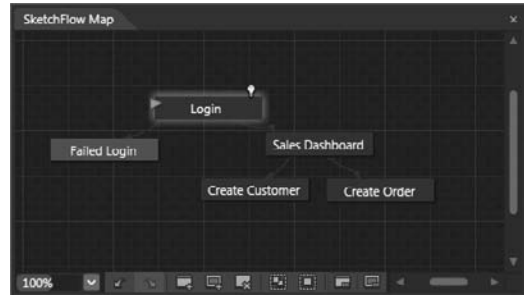 SketchFlow Map
Login
Failed Login
Sales Dashboard
Create Customer
Create Order
100%